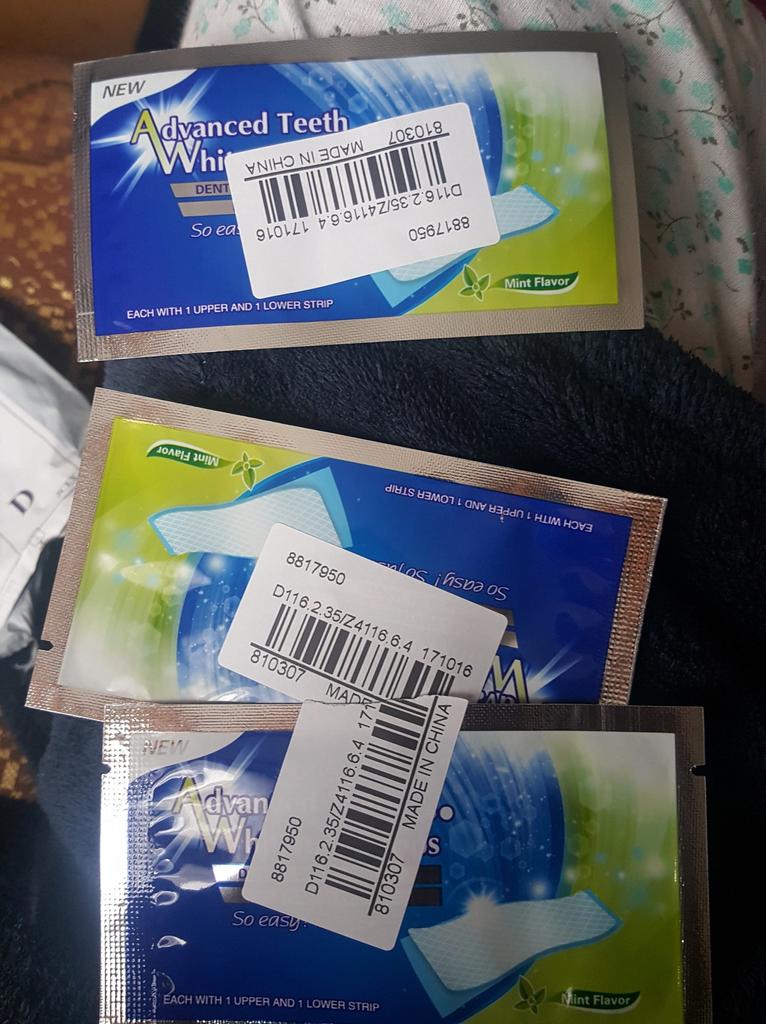 NEW
Advanced Teeth
DENT
MADE IN CHINA
810307
D116.2.35/Z4116.6.4 171016
8817950
EACH WITH 1 UPPER AND 1 LOWER STRIP
Mint Flavor
Mint Flavor
EACH WITH 1 UPPER AND 1 LOWER STRIP
So easy!
8817950
D116.2.35/Z4116.6.4 171016
810307 MADE
NEW
8817950
D116.2.35/Z4116.6.4 171
810307 MADE IN CHINA
So easy!
EACH WITH 1 UPPER AND 1 LOWER STRIP
Mint Flavor
D